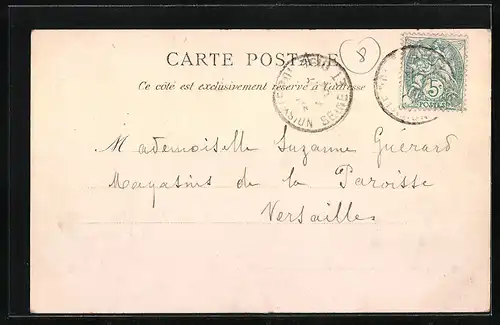 CARTE POSTALE
Ce côté est exclusivement réservé à l'adresse
8
5
POSTES
Mademoiselle Suzanne Guérard
Magasins de la Paroisse
Versailles